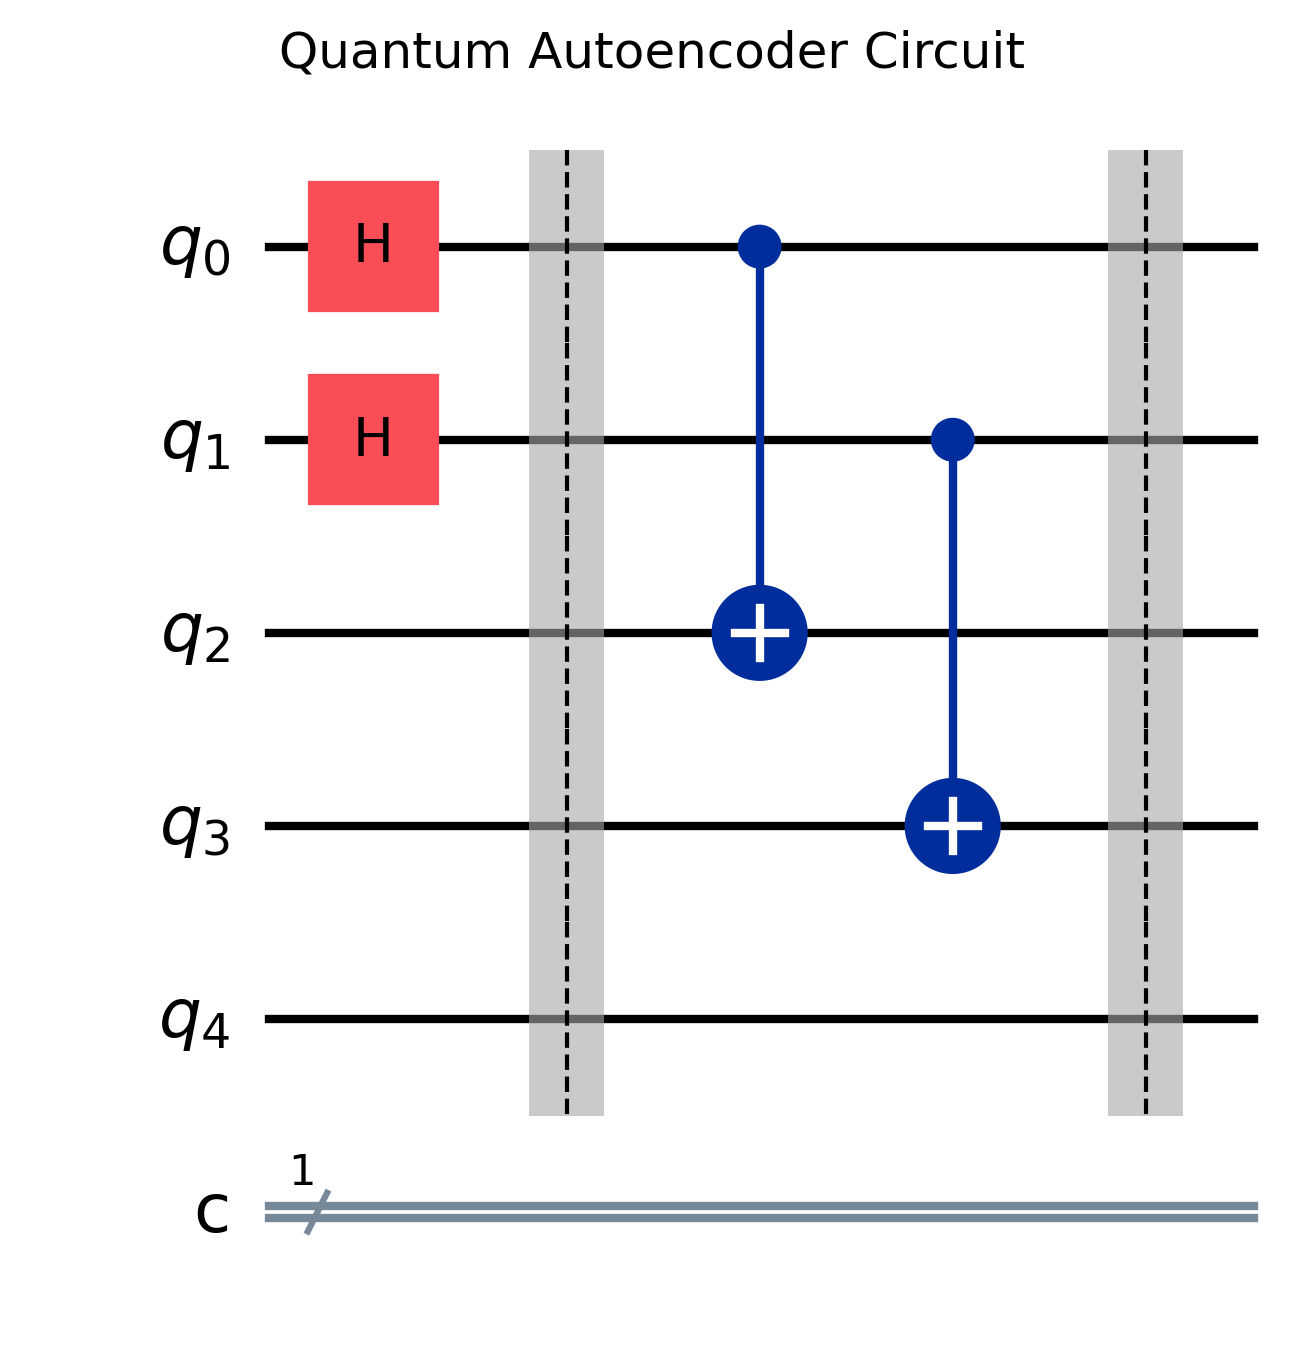 Quantum Autoencoder Circuit
q0 H
q1 H
q2
q3
q4
1
c